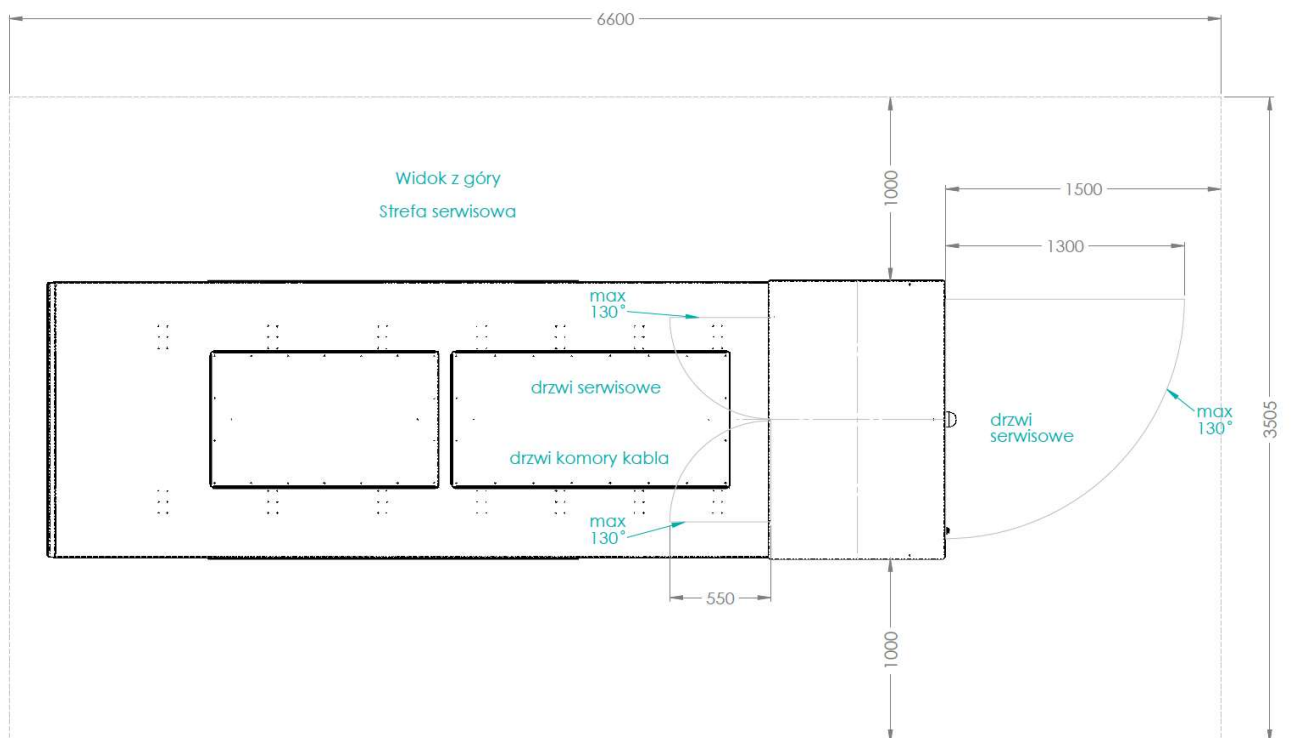 6600
Widok z góry
Strefa serwisowa
1000
1500
1300
max
130°
drzwi serwisowe
drzwi
serwisowe
max
130°
3505
drzwi komory kabla
max
130°
550
1000